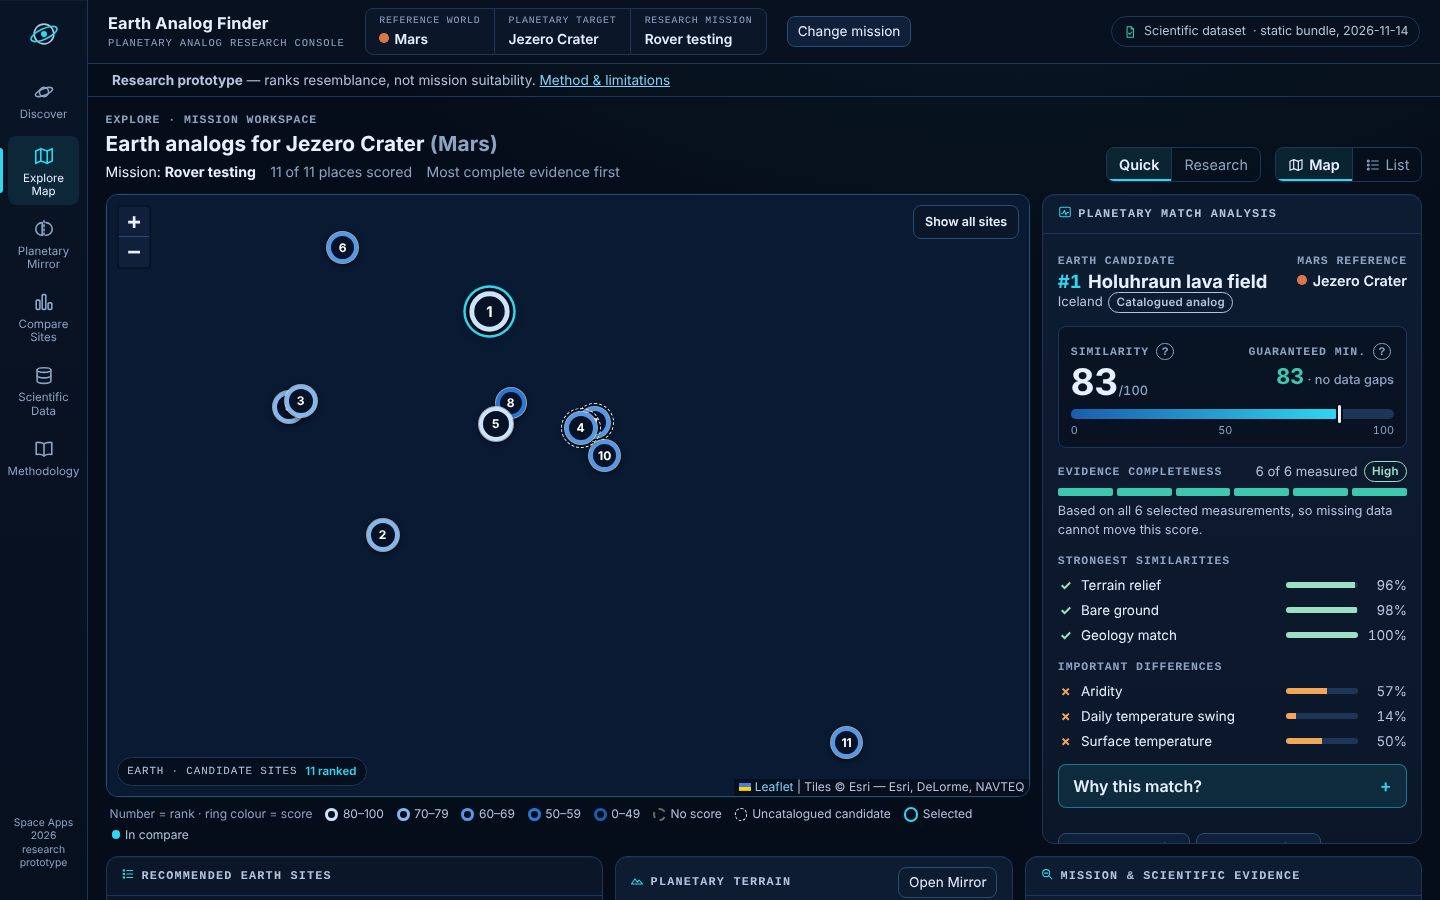 Earth Analog Finder
PLANETARY ANALOG RESEARCH CONSOLE
REFERENCE WORLD
Mars
PLANETARY TARGET
Jezero Crater
RESEARCH MISSION
Rover testing
Change mission
Scientific dataset · static bundle, 2026-11-14
Discover
Explore
Map
Planetary
Mirror
Compare
Sites
Scientific
Data
Methodology
Space Apps
2026
research
prototype
Research prototype — ranks resemblance, not mission suitability. Method & limitations
EXPLORE · MISSION WORKSPACE
Earth analogs for Jezero Crater (Mars)
Mission: Rover testing 11 of 11 places scored Most complete evidence first
Quick
Research
Map
List
+
−
Show all sites
6
1
3
8
5
4
10
2
11
EARTH · CANDIDATE SITES 11 ranked
Leaflet | Tiles © Esri — Esri, DeLorme, NAVTEQ
Number = rank · ring colour = score 80–100 70–79 60–69 50–59 0–49 No score Uncatalogued candidate Selected
In compare
PLANETARY MATCH ANALYSIS
EARTH CANDIDATE
#1 Holuhraun lava field
Iceland Catalogued analog
MARS REFERENCE
Jezero Crater
SIMILARITY ?
83/100
GUARANTEED MIN. ?
83 · no data gaps
0 50 100
EVIDENCE COMPLETENESS 6 of 6 measured High
Based on all 6 selected measurements, so missing data
cannot move this score.
STRONGEST SIMILARITIES
Terrain relief 96%
Bare ground 98%
Geology match 100%
IMPORTANT DIFFERENCES
Aridity 57%
Daily temperature swing 14%
Surface temperature 50%
Why this match? +
RECOMMENDED EARTH SITES
PLANETARY TERRAIN
Open Mirror
MISSION & SCIENTIFIC EVIDENCE